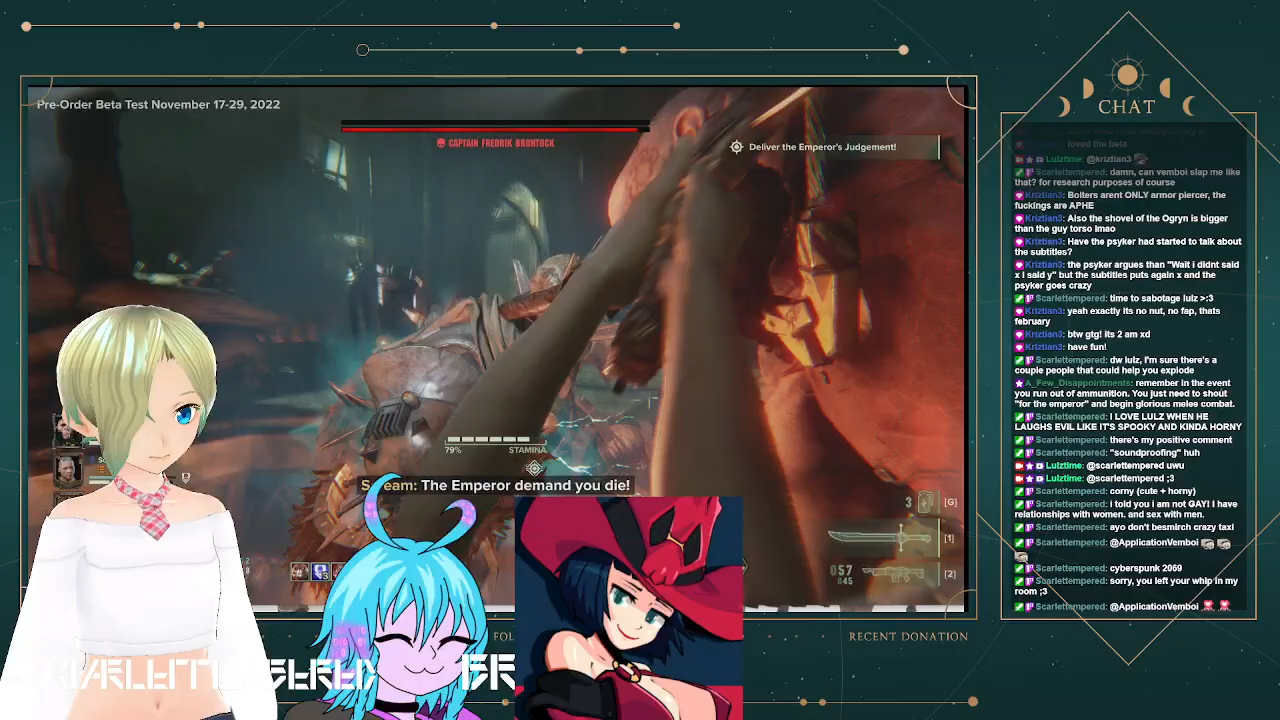 Pre-Order Beta Test November 17-29, 2022
CAPTAIN FREDRIK BRONTOCK
Deliver the Emperor's Judgement!
79%
STAMINA
The Emperor demand you die!
3
[G]
[1]
057
845
[2]
RECENT DONATION
CHAT
loved the beta
Lulztime: @kriztian3
Scarlettempered: damn, can vemboi slap me like
that? for research purposes of course
Kriztian3: Bolters arent ONLY armor piercer, the
fuckings are APHE
Kriztian3: Also the shovel of the Ogryn is bigger
than the guy torso lmao
Kriztian3: Have the psyker had started to talk about
the subtitles?
Kriztian3: the psyker argues than "Wait i didnt said
x i said y" but the subtitles puts again x and the
psyker goes crazy
Scarlettempered: time to sabotage lulz >:3
Kriztian3: yeah exactly its no nut, no fap, thats
february
Kriztian3: btw gtg! its 2 am xd
Kriztian3: have fun!
Scarlettempered: dw lulz, I'm sure there's a
couple people that could help you explode
A_Few_Disappointments: remember in the event
you run out of ammunition. You just need to shout
"for the emperor" and begin glorious melee combat.
Scarlettempered: I LOVE LULZ WHEN HE
LAUGHS EVIL LIKE IT'S SPOOKY AND KINDA HORNY
Scarlettempered: there's my positive comment
Scarlettempered: "soundproofing" huh
Lulztime: @scarlettempered uwu
Lulztime: @scarlettempered ;3
Scarlettempered: corny (cute + horny)
Scarlettempered: i told you i am not GAY! I have
relationships with women. and sex with men.
Scarlettempered: ayo don't besmirch crazy taxi
Scarlettempered: @ApplicationVemboi
Scarlettempered: cyberpunk 2069
Scarlettempered: sorry, you left your whip in my
room ;3
Scarlettempered: @ApplicationVemboi